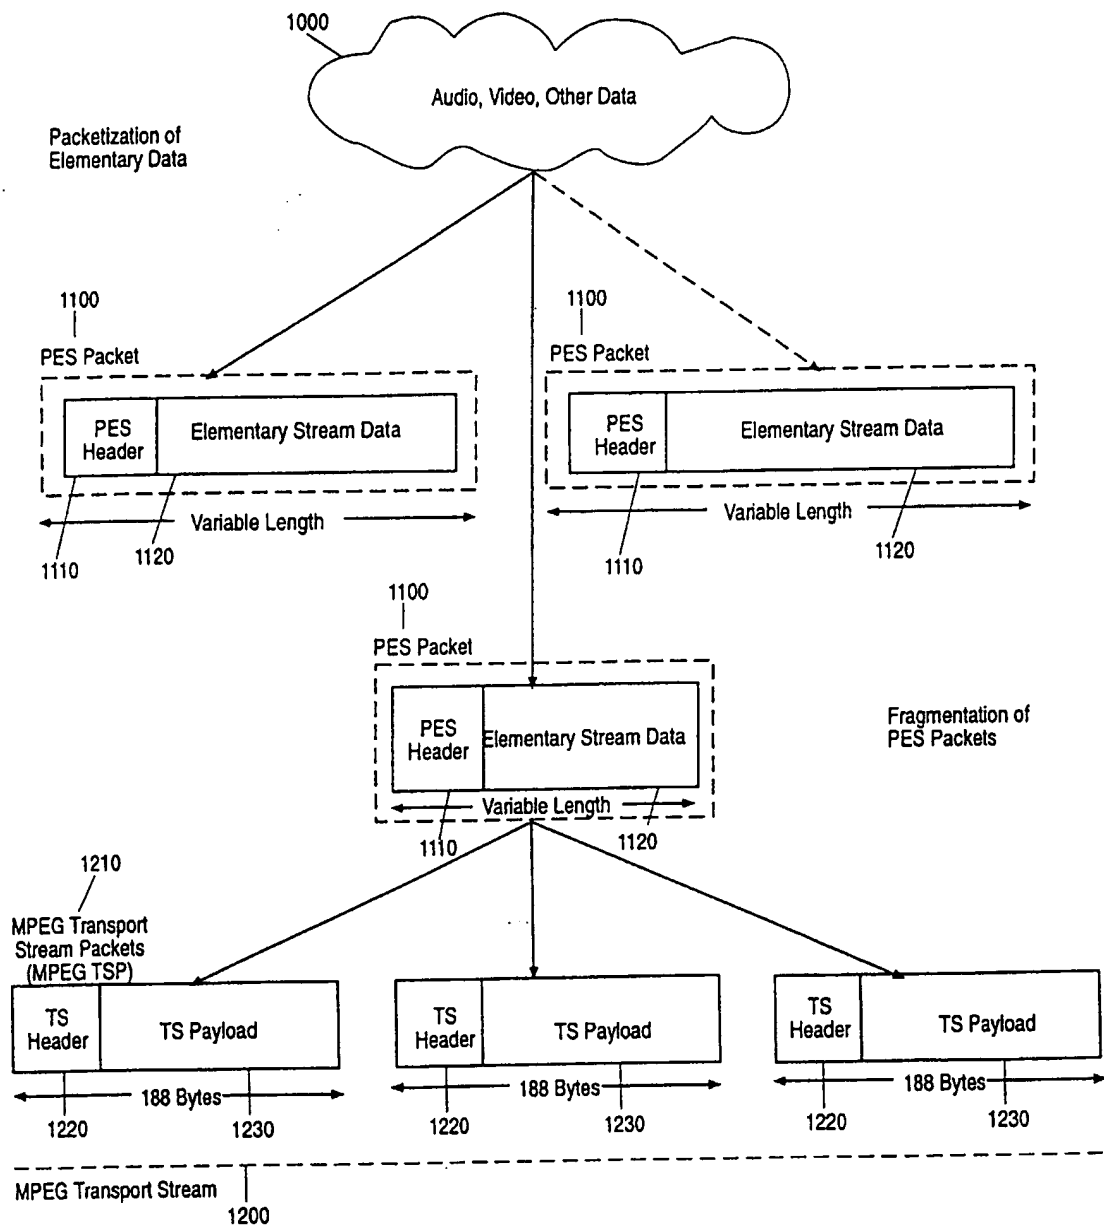 1000
Audio, Video, Other Data
Packetization of
Elementary Data
1100
PES Packet
1100
PES Packet
PES
Header
Elementary Stream Data
PES
Header
Elementary Stream Data
Variable Length
Variable Length
1110
1120
1110
1120
1100
PES Packet
PES
Header
Elementary Stream Data
Fragmentation of
PES Packets
Variable Length
1110
1120
1210
MPEG Transport
Stream Packets
(MPEG TSP)
TS
Header
TS Payload
TS
Header
TS Payload
TS
Header
TS Payload
188 Bytes
188 Bytes
188 Bytes
1220
1230
1220
1230
1220
1230
MPEG Transport Stream
1200